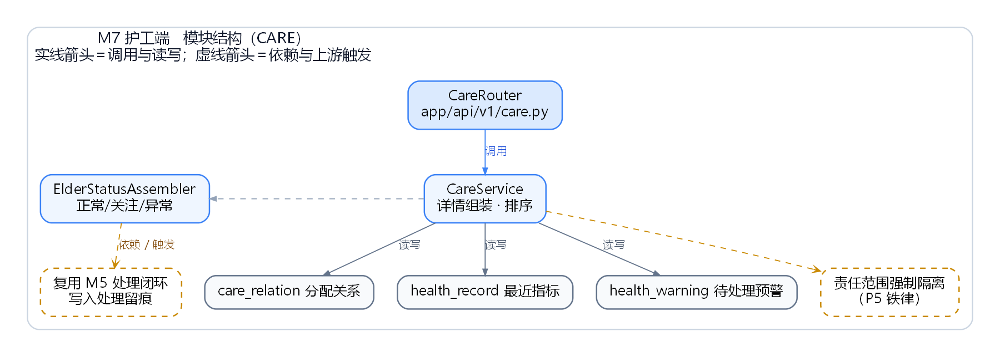 M7 护工端　模块结构（CARE）
实线箭头＝调用与读写；虚线箭头＝依赖与上游触发
CareRouter
app/api/v1/care.py
调用
ElderStatusAssembler
正常/关注/异常
CareService
详情组装 · 排序
依赖 / 触发
读写
读写
读写
复用 M5 处理闭环
写入处理留痕
care_relation 分配关系
health_record 最近指标
health_warning 待处理预警
责任范围强制隔离
（P5 铁律）